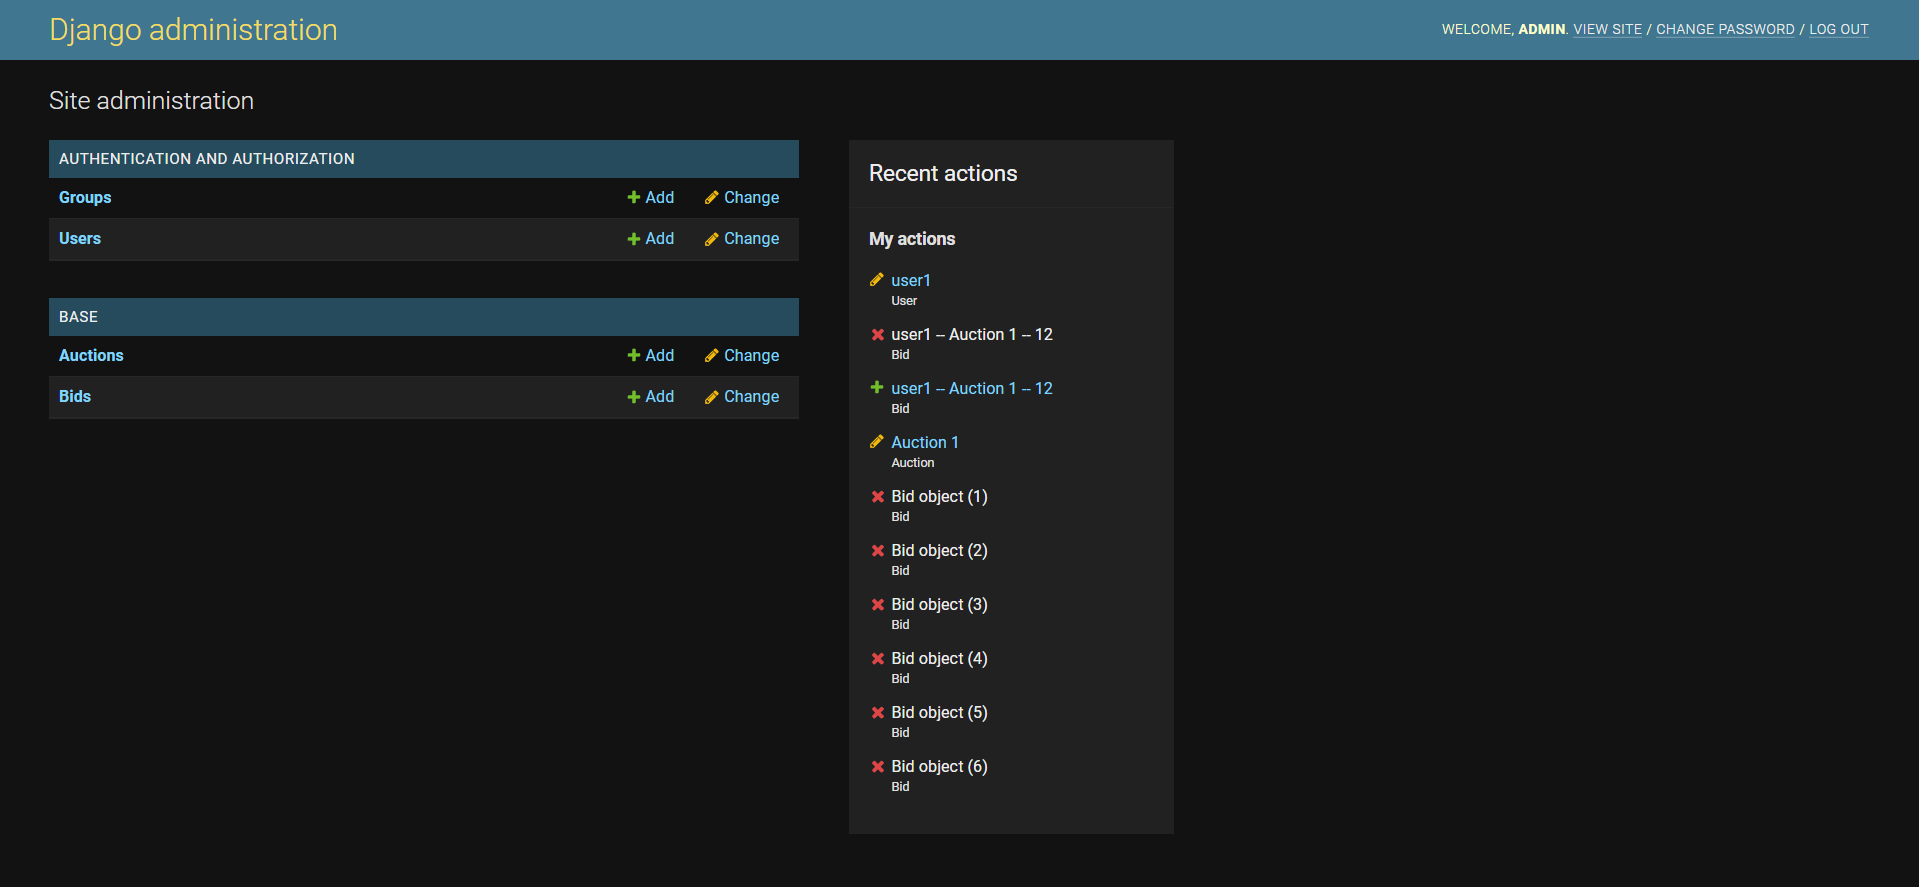 Django administration
WELCOME, ADMIN. VIEW SITE / CHANGE PASSWORD / LOG OUT
Site administration
AUTHENTICATION AND AUTHORIZATION
Groups Add Change
Users Add Change
BASE
Auctions Add Change
Bids Add Change
Recent actions
My actions
user1
User
user1 -- Auction 1 -- 12
Bid
user1 -- Auction 1 -- 12
Bid
Auction 1
Auction
Bid object (1)
Bid
Bid object (2)
Bid
Bid object (3)
Bid
Bid object (4)
Bid
Bid object (5)
Bid
Bid object (6)
Bid